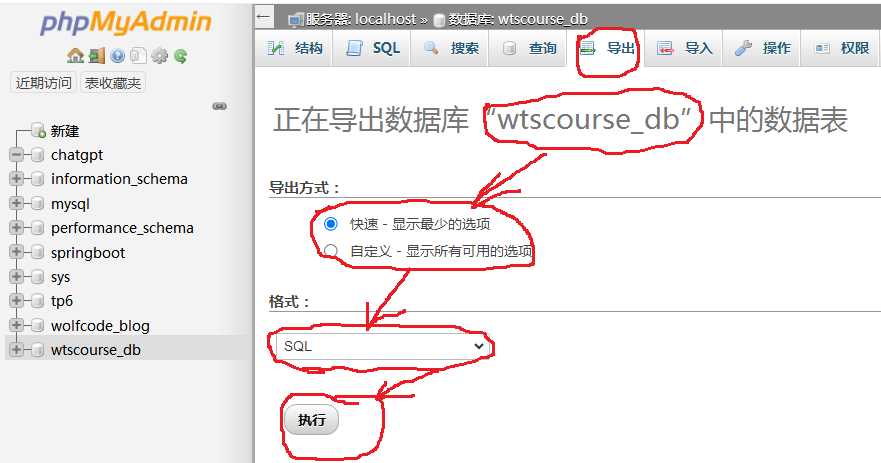 phpMyAdmin
近期访问 表收藏夹
新建
chatgpt
information_schema
mysql
performance_schema
springboot
sys
tp6
wolfcode_blog
wtscourse_db
服务器: localhost » 数据库: wtscourse_db
结构 SQL 搜索 查询 导出 导入 操作 权限
正在导出数据库“wtscourse_db”中的数据表
导出方式：
快速 - 显示最少的选项
自定义 - 显示所有可用的选项
格式：
SQL
执行